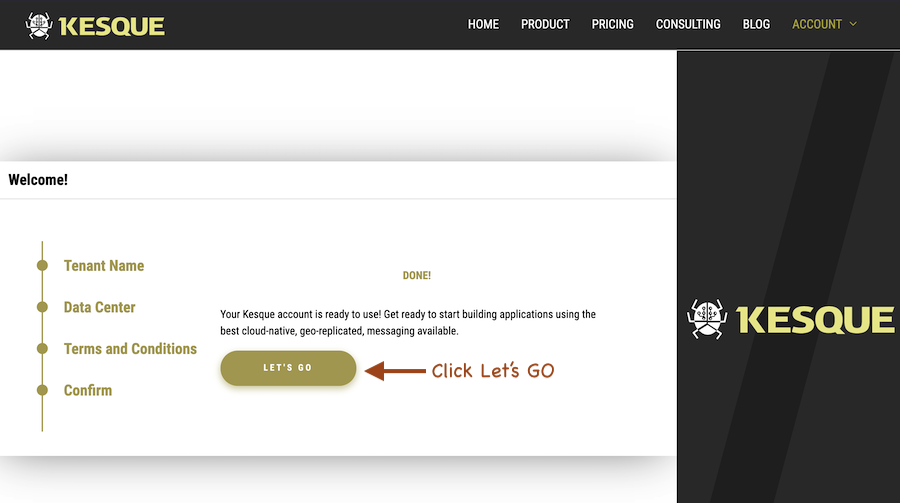 KESQUE
HOME PRODUCT PRICING CONSULTING BLOG ACCOUNT
Welcome!
Tenant Name
Data Center
Terms and Conditions
Confirm
DONE!
Your Kesque account is ready to use! Get ready to start building applications using the
best cloud-native, geo-replicated, messaging available.
LET'S GO
Click Let's GO
KESQUE